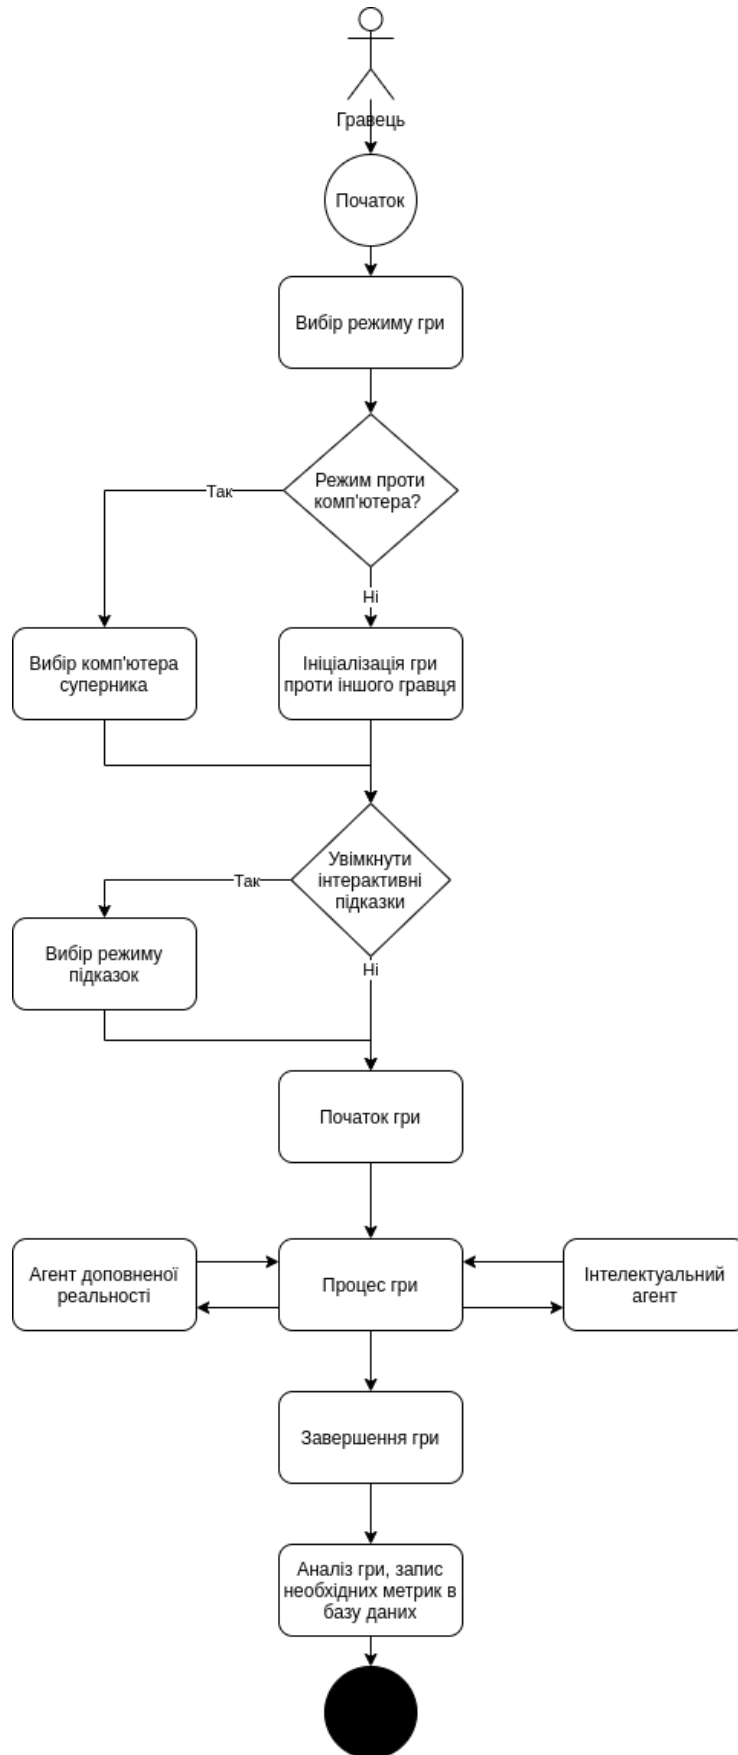 Гравець
Початок
Вибір режиму гри
Режим проти
комп'ютера?
Так
Ні
Вибір комп'ютера
суперника
Ініціалізація гри
проти іншого гравця
Увімкнути
інтерактивні
підказки
Так
Вибір режиму
підказок
Ні
Початок гри
Агент доповненої
реальності
Процес гри
Інтелектуальний
агент
Завершення гри
Аналіз гри, запис
необхідних метрик в
базу даних